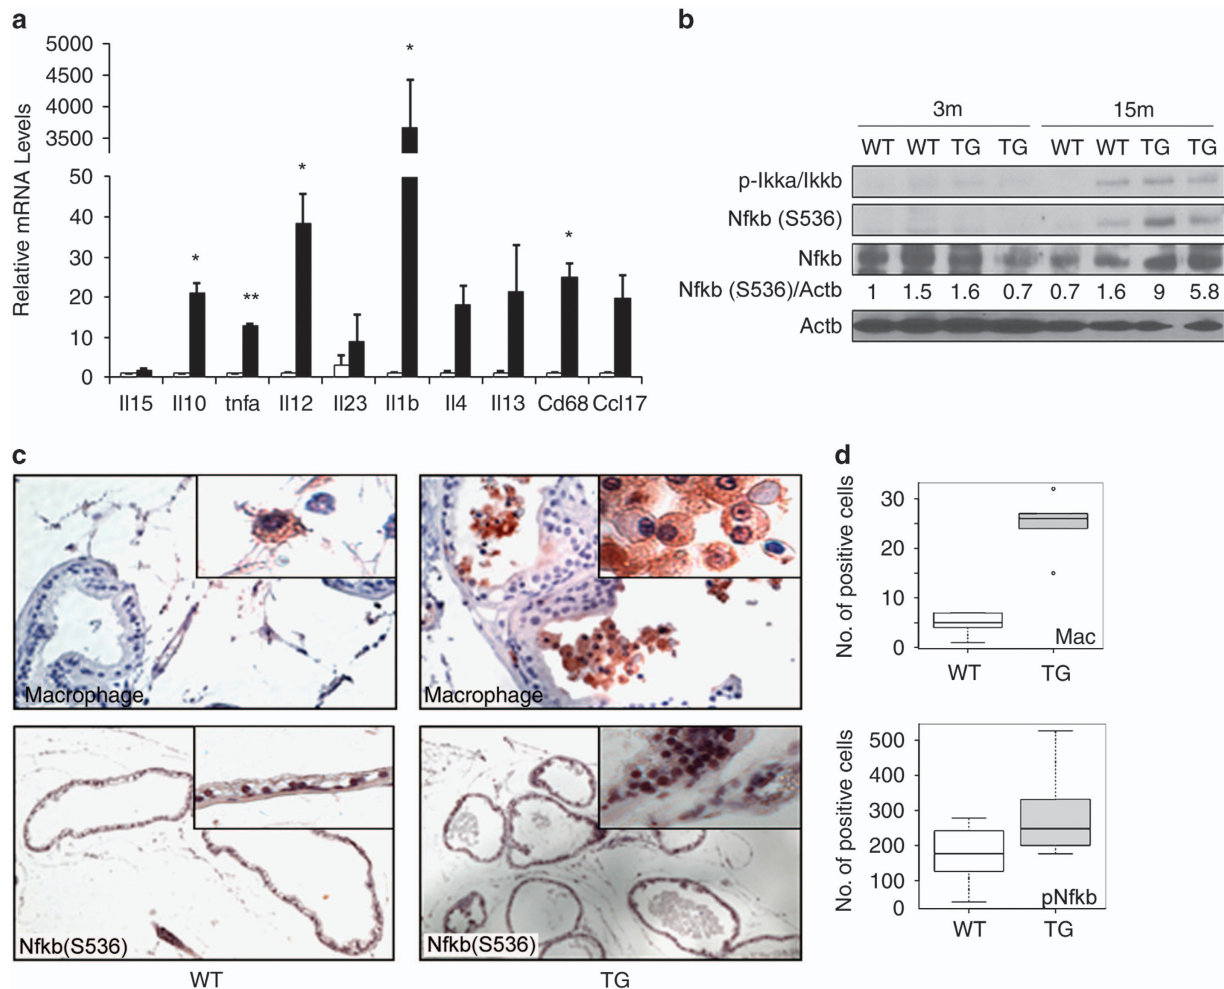 a
5000
4500
4000
3500
50
40
30
20
10
0
Relative mRNA Levels
*
**
*
*
*
Il15 Il10 tnfa Il12 Il23 Il1b Il4 Il13 Cd68 Ccl17
b
3m 15m
WT WT TG TG WT WT TG TG
p-Ikka/Ikkb
Nfkb (S536)
Nfkb
Nfkb (S536)/Actb 1 1.5 1.6 0.7 0.7 1.6 9 5.8
Actb
c
Macrophage
Macrophage
Nfkb(S536)
Nfkb(S536)
WT TG
d
No. of positive cells
30
20
10
0
Mac
WT TG
No. of positive cells
500
400
300
200
100
0
pNfkb
WT TG